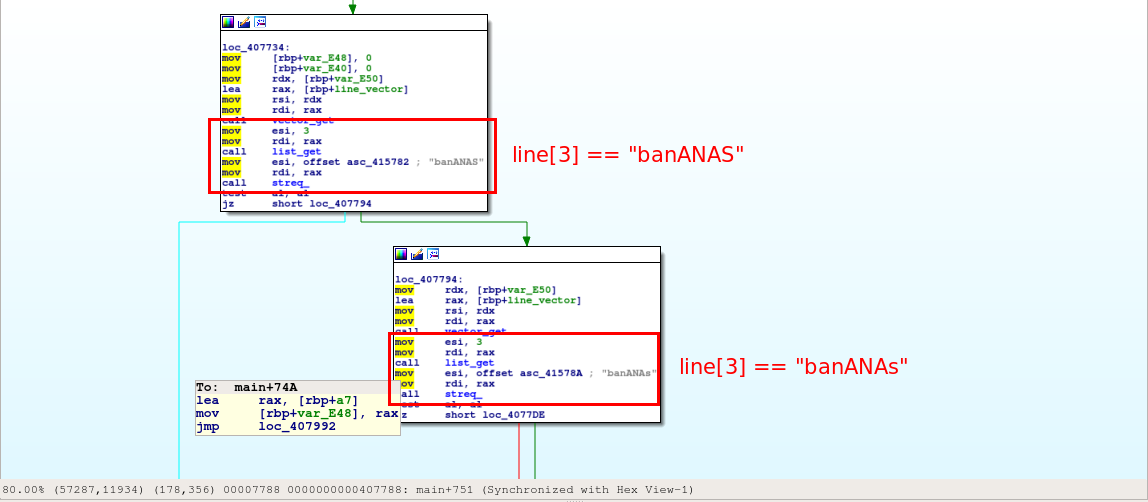 loc_407734:
mov [rbp+var_E48], 0
mov [rbp+var_E40], 0
mov rdx, [rbp+var_E50]
lea rax, [rbp+line_vector]
mov rsi, rdx
mov rdi, rax
call vector_get
mov esi, 3
mov rdi, rax
call list_get
mov esi, offset asc_415782 ; "banANAS"
mov rdi, rax
call streq_
test al, al
jz short loc_407794
line[3] == "banANAS"
loc_407794:
mov rdx, [rbp+var_E50]
lea rax, [rbp+line_vector]
mov rsi, rdx
mov rdi, rax
call vector_get
mov esi, 3
mov rdi, rax
call list_get
mov esi, offset asc_41578A ; "banANAs"
mov rdi, rax
call streq_
test al, al
jz short loc_4077DE
line[3] == "banANAs"
To: main+74A
lea rax, [rbp+a7]
mov [rbp+var_E48], rax
jmp loc_407992
80.00% (57287,11934) (178,356) 00007788 0000000000407788: main+751 (Synchronized with Hex View-1)